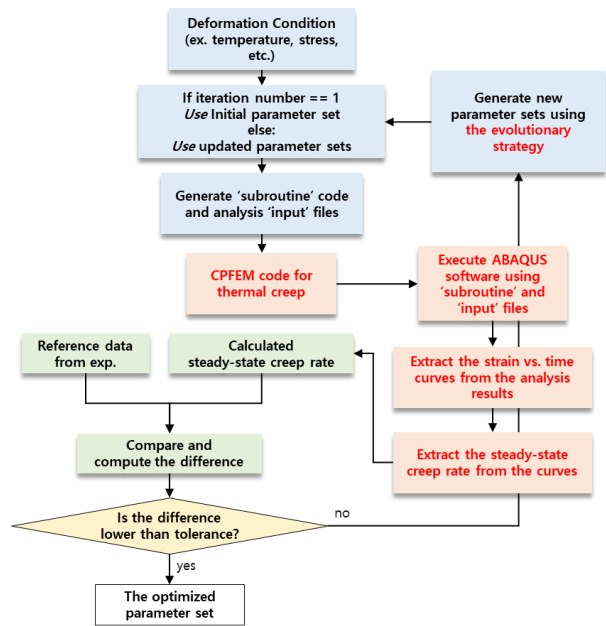 Deformation Condition
(ex. temperature, stress,
etc.)
If iteration number == 1
Use Initial parameter set
else:
Use updated parameter sets
Generate new
parameter sets using
the evolutionary
strategy
Generate 'subroutine' code
and analysis 'input' files
CPFEM code for
thermal creep
Execute ABAQUS
software using
'subroutine' and
'input' files
Reference data
from exp.
Calculated
steady-state creep rate
Extract the strain vs. time
curves from the analysis
results
Compare and
compute the difference
Extract the steady-state
creep rate from the curves
Is the difference
lower than tolerance?
no
yes
The optimized
parameter set